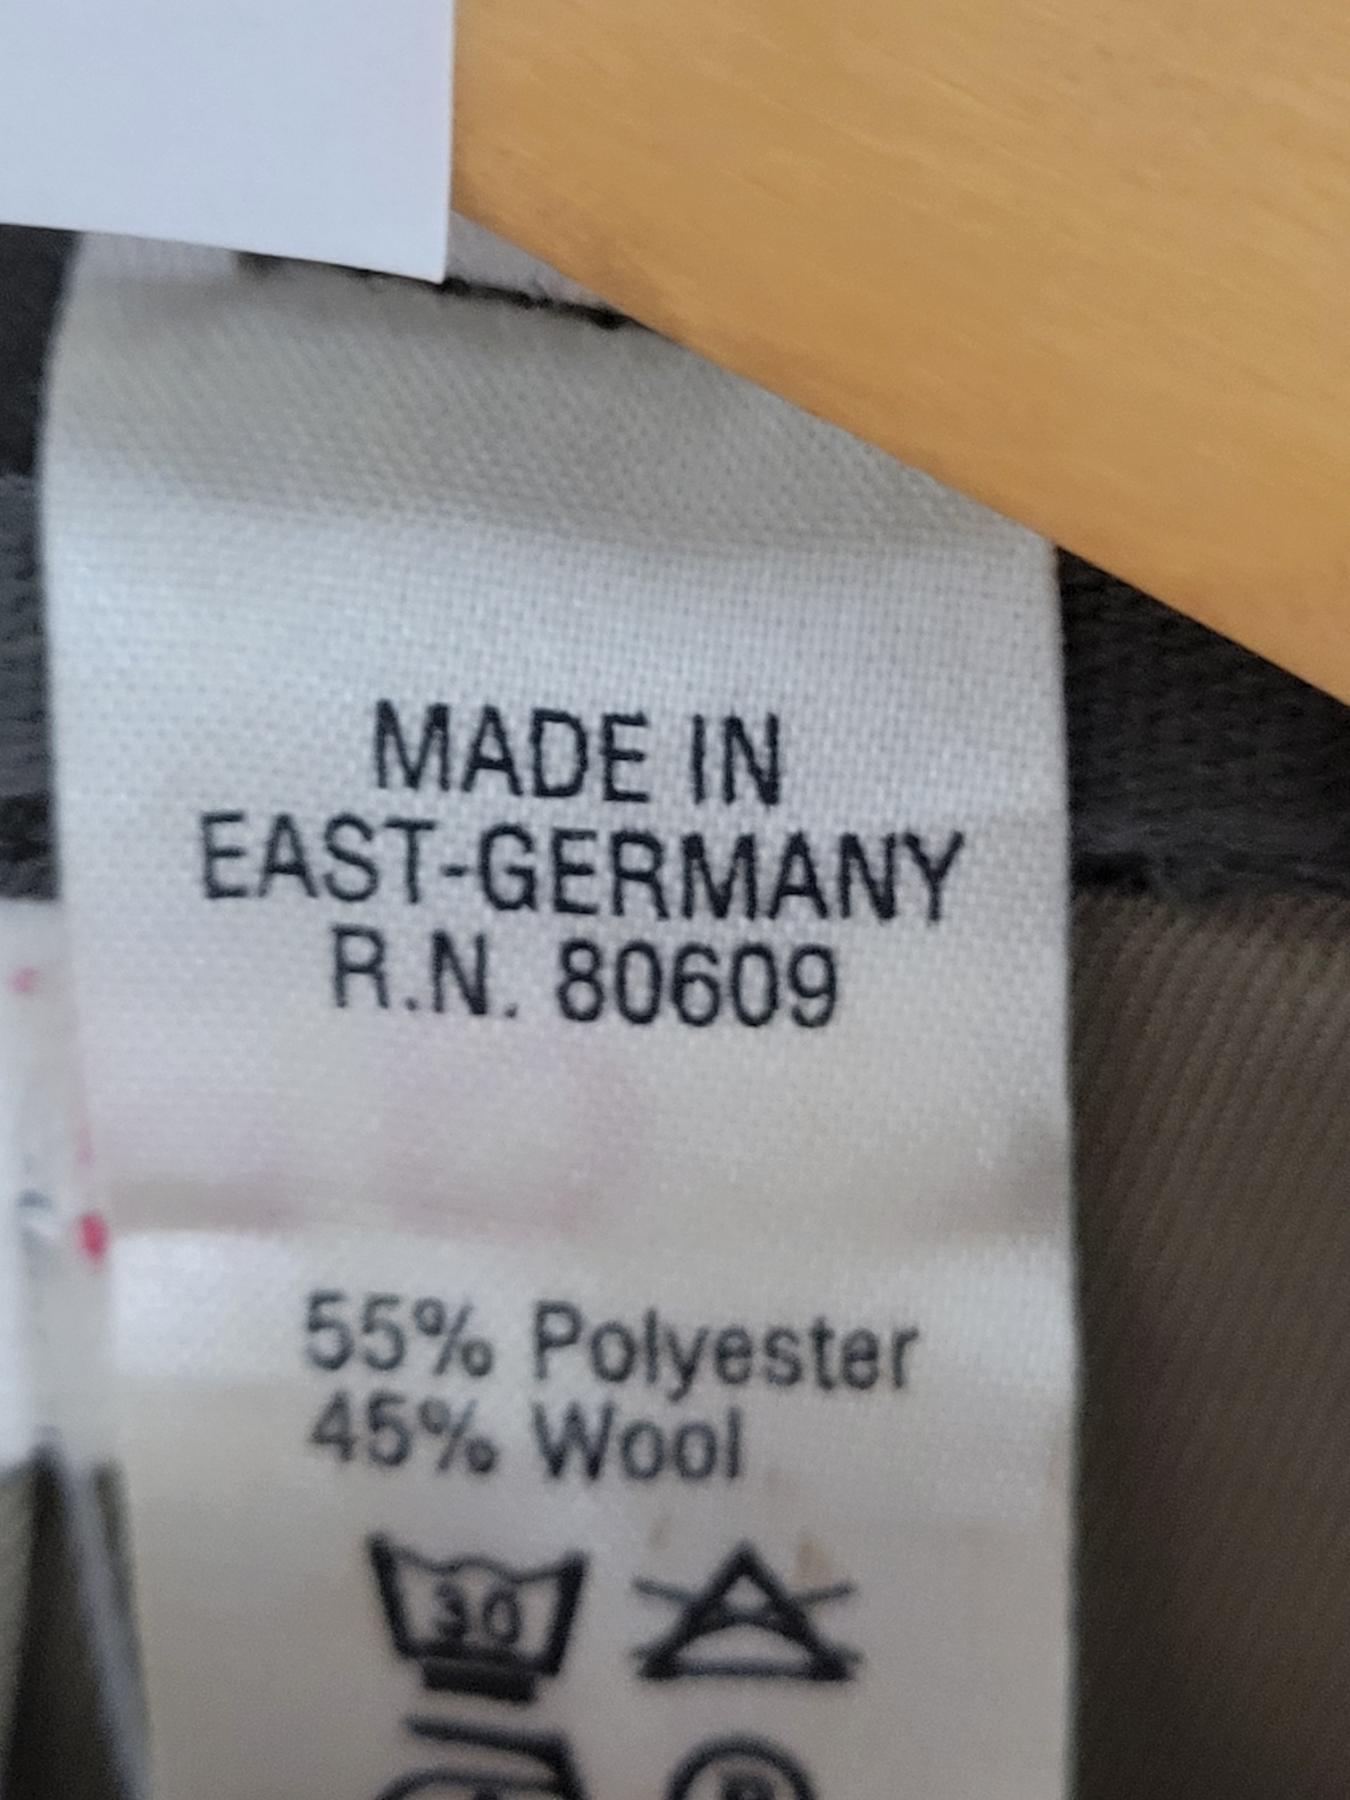 MADE IN
EAST-GERMANY
R.N. 80609
55% Polyester
45% Wool
30